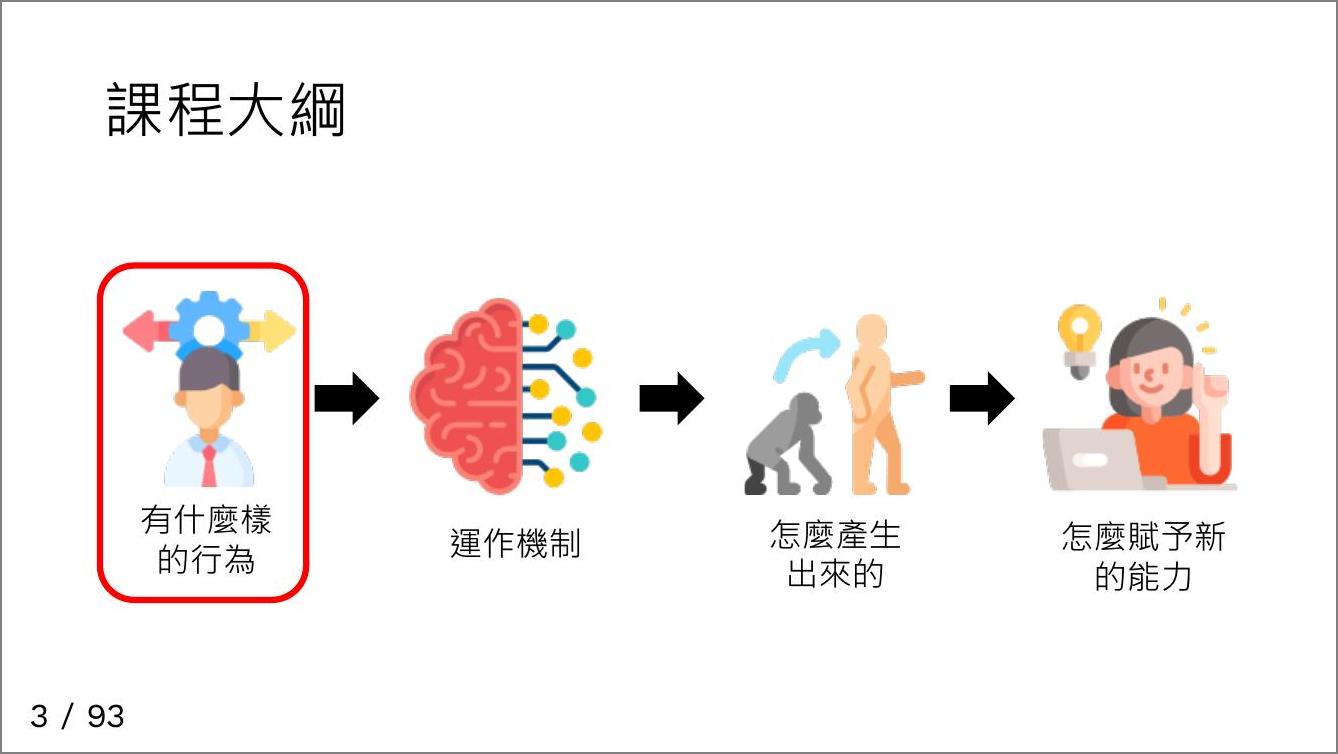 課程大綱
有什麼樣
的行為
運作機制
怎麼產生
出來的
怎麼賦予新
的能力
3 / 93